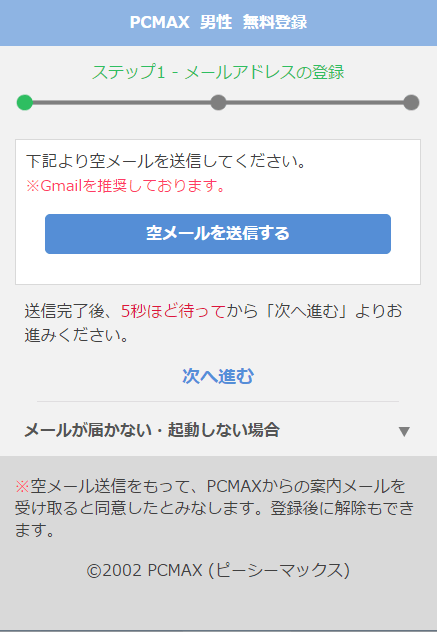 PCMAX 男性 無料登録
ステップ1 - メールアドレスの登録
下記より空メールを送信してください。
※Gmailを推奨しております。
空メールを送信する
送信完了後、5秒ほど待ってから「次へ進む」よりお
進みください。
次へ進む
メールが届かない・起動しない場合 ▼
※空メール送信をもって、PCMAXからの案内メールを
受け取ると同意したとみなします。登録後に解除もでき
ます。
©2002 PCMAX (ピーシーマックス)